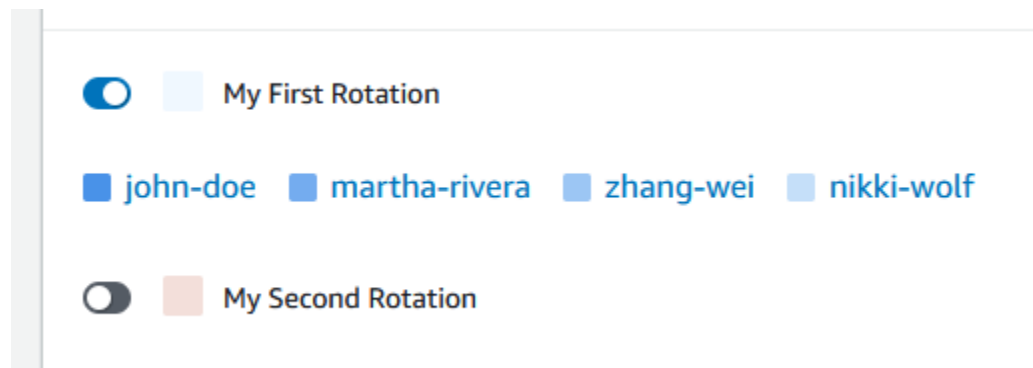 My First Rotation
john-doe martha-rivera zhang-wei nikki-wolf
My Second Rotation